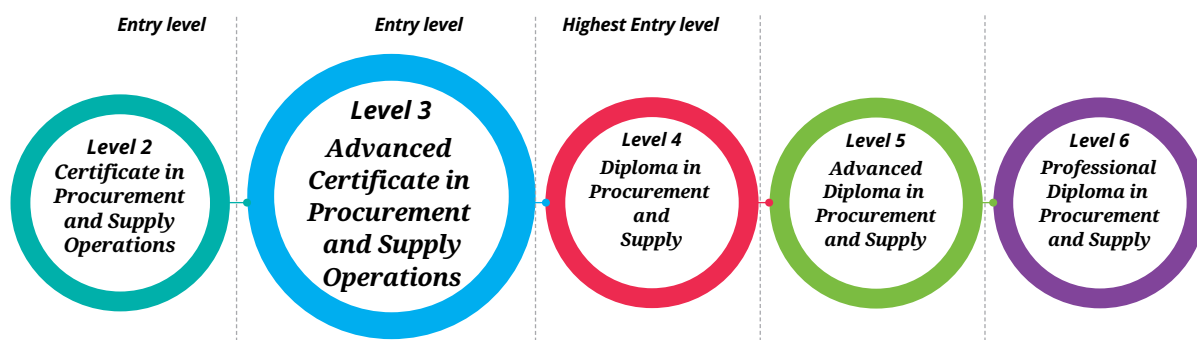 Entry level
Entry level
Highest Entry level
Level 2
Certificate in
Procurement
and Supply
Operations
Level 3
Advanced
Certificate in
Procurement
and Supply
Operations
Level 4
Diploma in
Procurement
and
Supply
Level 5
Advanced
Diploma in
Procurement
and Supply
Level 6
Professional
Diploma in
Procurement
and Supply